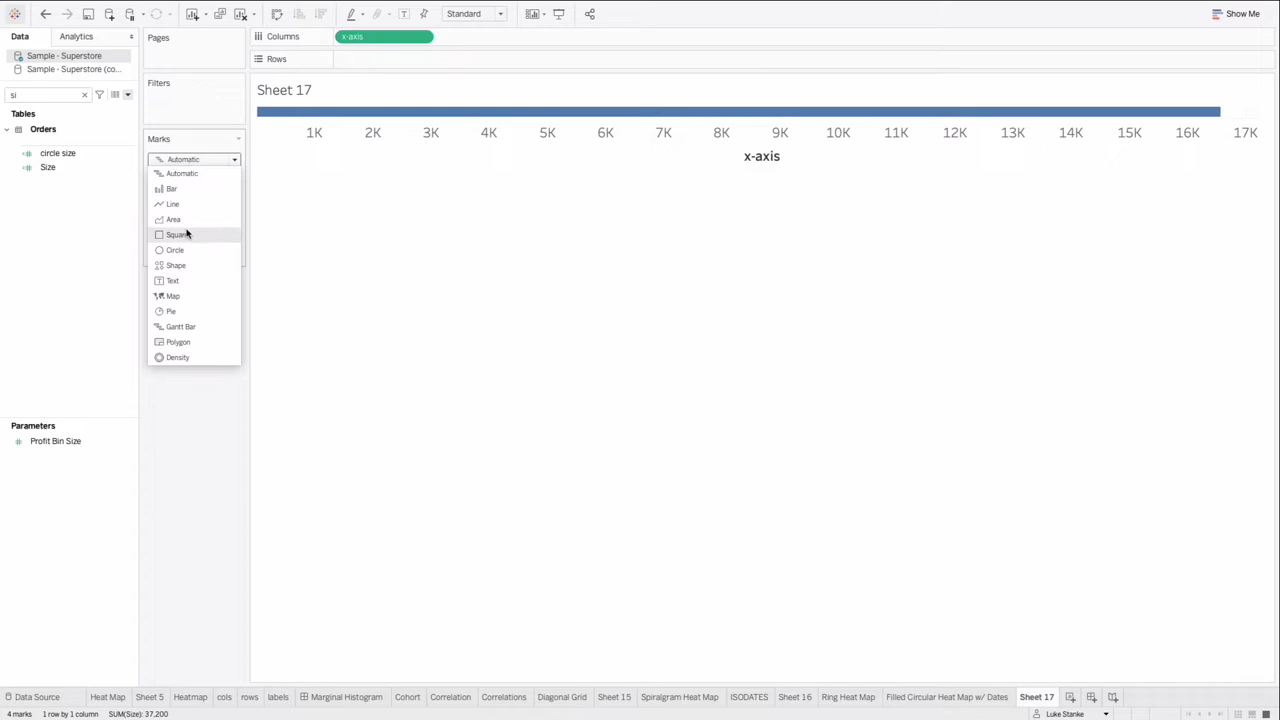 Standard
Show Me
Data
Analytics
Pages
Columns
x-axis
Sample - Superstore
Rows
Sample - Superstore (co...
Filters
Sheet 17
si
Tables
Orders
1K 2K 3K 4K 5K 6K 7K 8K 9K 10K 11K 12K 13K 14K 15K 16K 17K
x-axis
Marks
circle size
Size
Automatic
Automatic
Bar
Line
Area
Square
Circle
Shape
Text
Map
Pie
Gantt Bar
Polygon
Density
Parameters
Profit Bin Size
Data Source Heat Map Sheet 5 Heatmap cols rows labels Marginal Histogram Cohort Correlation Correlations Diagonal Grid Sheet 15 Spiralgram Heat Map ISODATES Sheet 16 Ring Heat Map Filled Circular Heat Map w/ Dates Sheet 17
4 marks 1 row by 1 column SUM(Size): 37,200 Luke Stanke